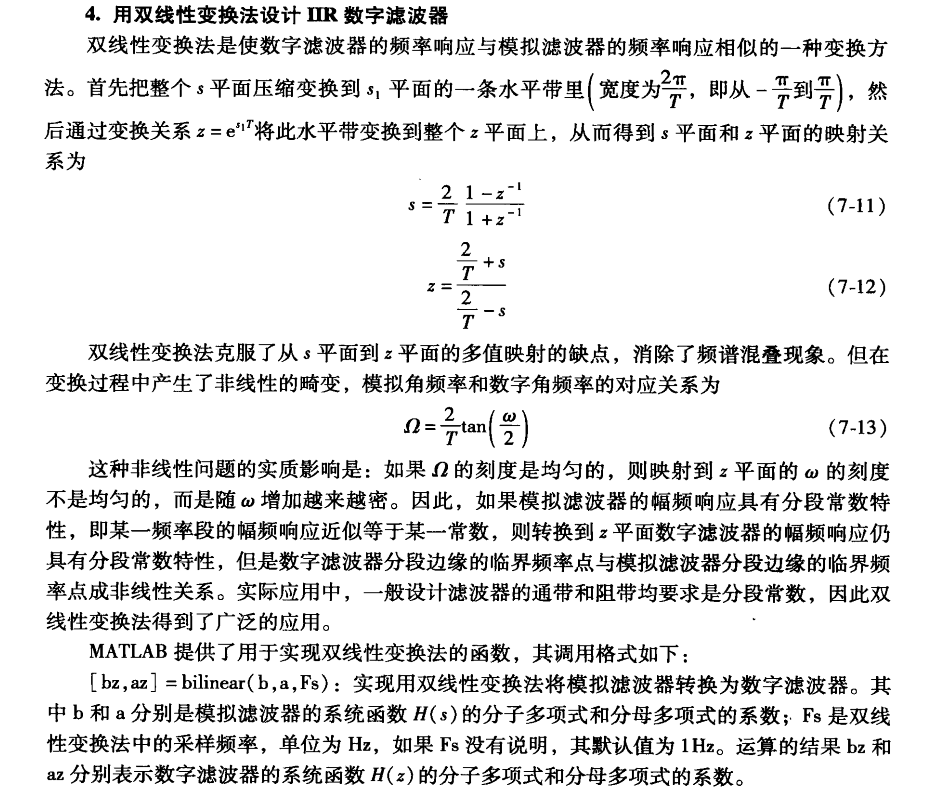 4. 用双线性变换法设计 IIR 数字滤波器
双线性变换法是使数字滤波器的频率响应与模拟滤波器的频率响应相似的一种变换方
法。首先把整个 s 平面压缩变换到 s₁ 平面的一条水平带里(宽度为2π/T，即从 -π/T到π/T)，然
后通过变换关系 z = e^{s₁T}将此水平带变换到整个 z 平面上，从而得到 s 平面和 z 平面的映射关
系为
s = \frac{2}{T} \frac{1-z^{-1}}{1+z^{-1}} (7-11)
z = \frac{\frac{2}{T}+s}{\frac{2}{T}-s} (7-12)
双线性变换法克服了从 s 平面到 z 平面的多值映射的缺点，消除了频谱混叠现象。但在
变换过程中产生了非线性的畸变，模拟角频率和数字角频率的对应关系为
Ω = \frac{2}{T}tan(\frac{ω}{2}) (7-13)
这种非线性问题的实质影响是：如果 Ω 的刻度是均匀的，则映射到 z 平面的 ω 的刻度
不是均匀的，而是随 ω 增加越来越密。因此，如果模拟滤波器的幅频响应具有分段常数特
性，即某一频率段的幅频响应近似等于某一常数，则转换到 z 平面数字滤波器的幅频响应仍
具有分段常数特性，但是数字滤波器分段边缘的临界频率点与模拟滤波器分段边缘的临界频
率点成非线性关系。实际应用中，一般设计滤波器的通带和阻带均要求是分段常数，因此双
线性变换法得到了广泛的应用。
MATLAB 提供了用于实现双线性变换法的函数，其调用格式如下：
[bz,az] = bilinear(b,a,Fs)：实现用双线性变换法将模拟滤波器转换为数字滤波器。其
中 b 和 a 分别是模拟滤波器的系统函数 H(s)的分子多项式和分母多项式的系数；Fs 是双线
性变换法中的采样频率，单位为 Hz，如果 Fs 没有说明，其默认值为 1Hz。运算的结果 bz 和
az 分别表示数字滤波器的系统函数 H(z)的分子多项式和分母多项式的系数。